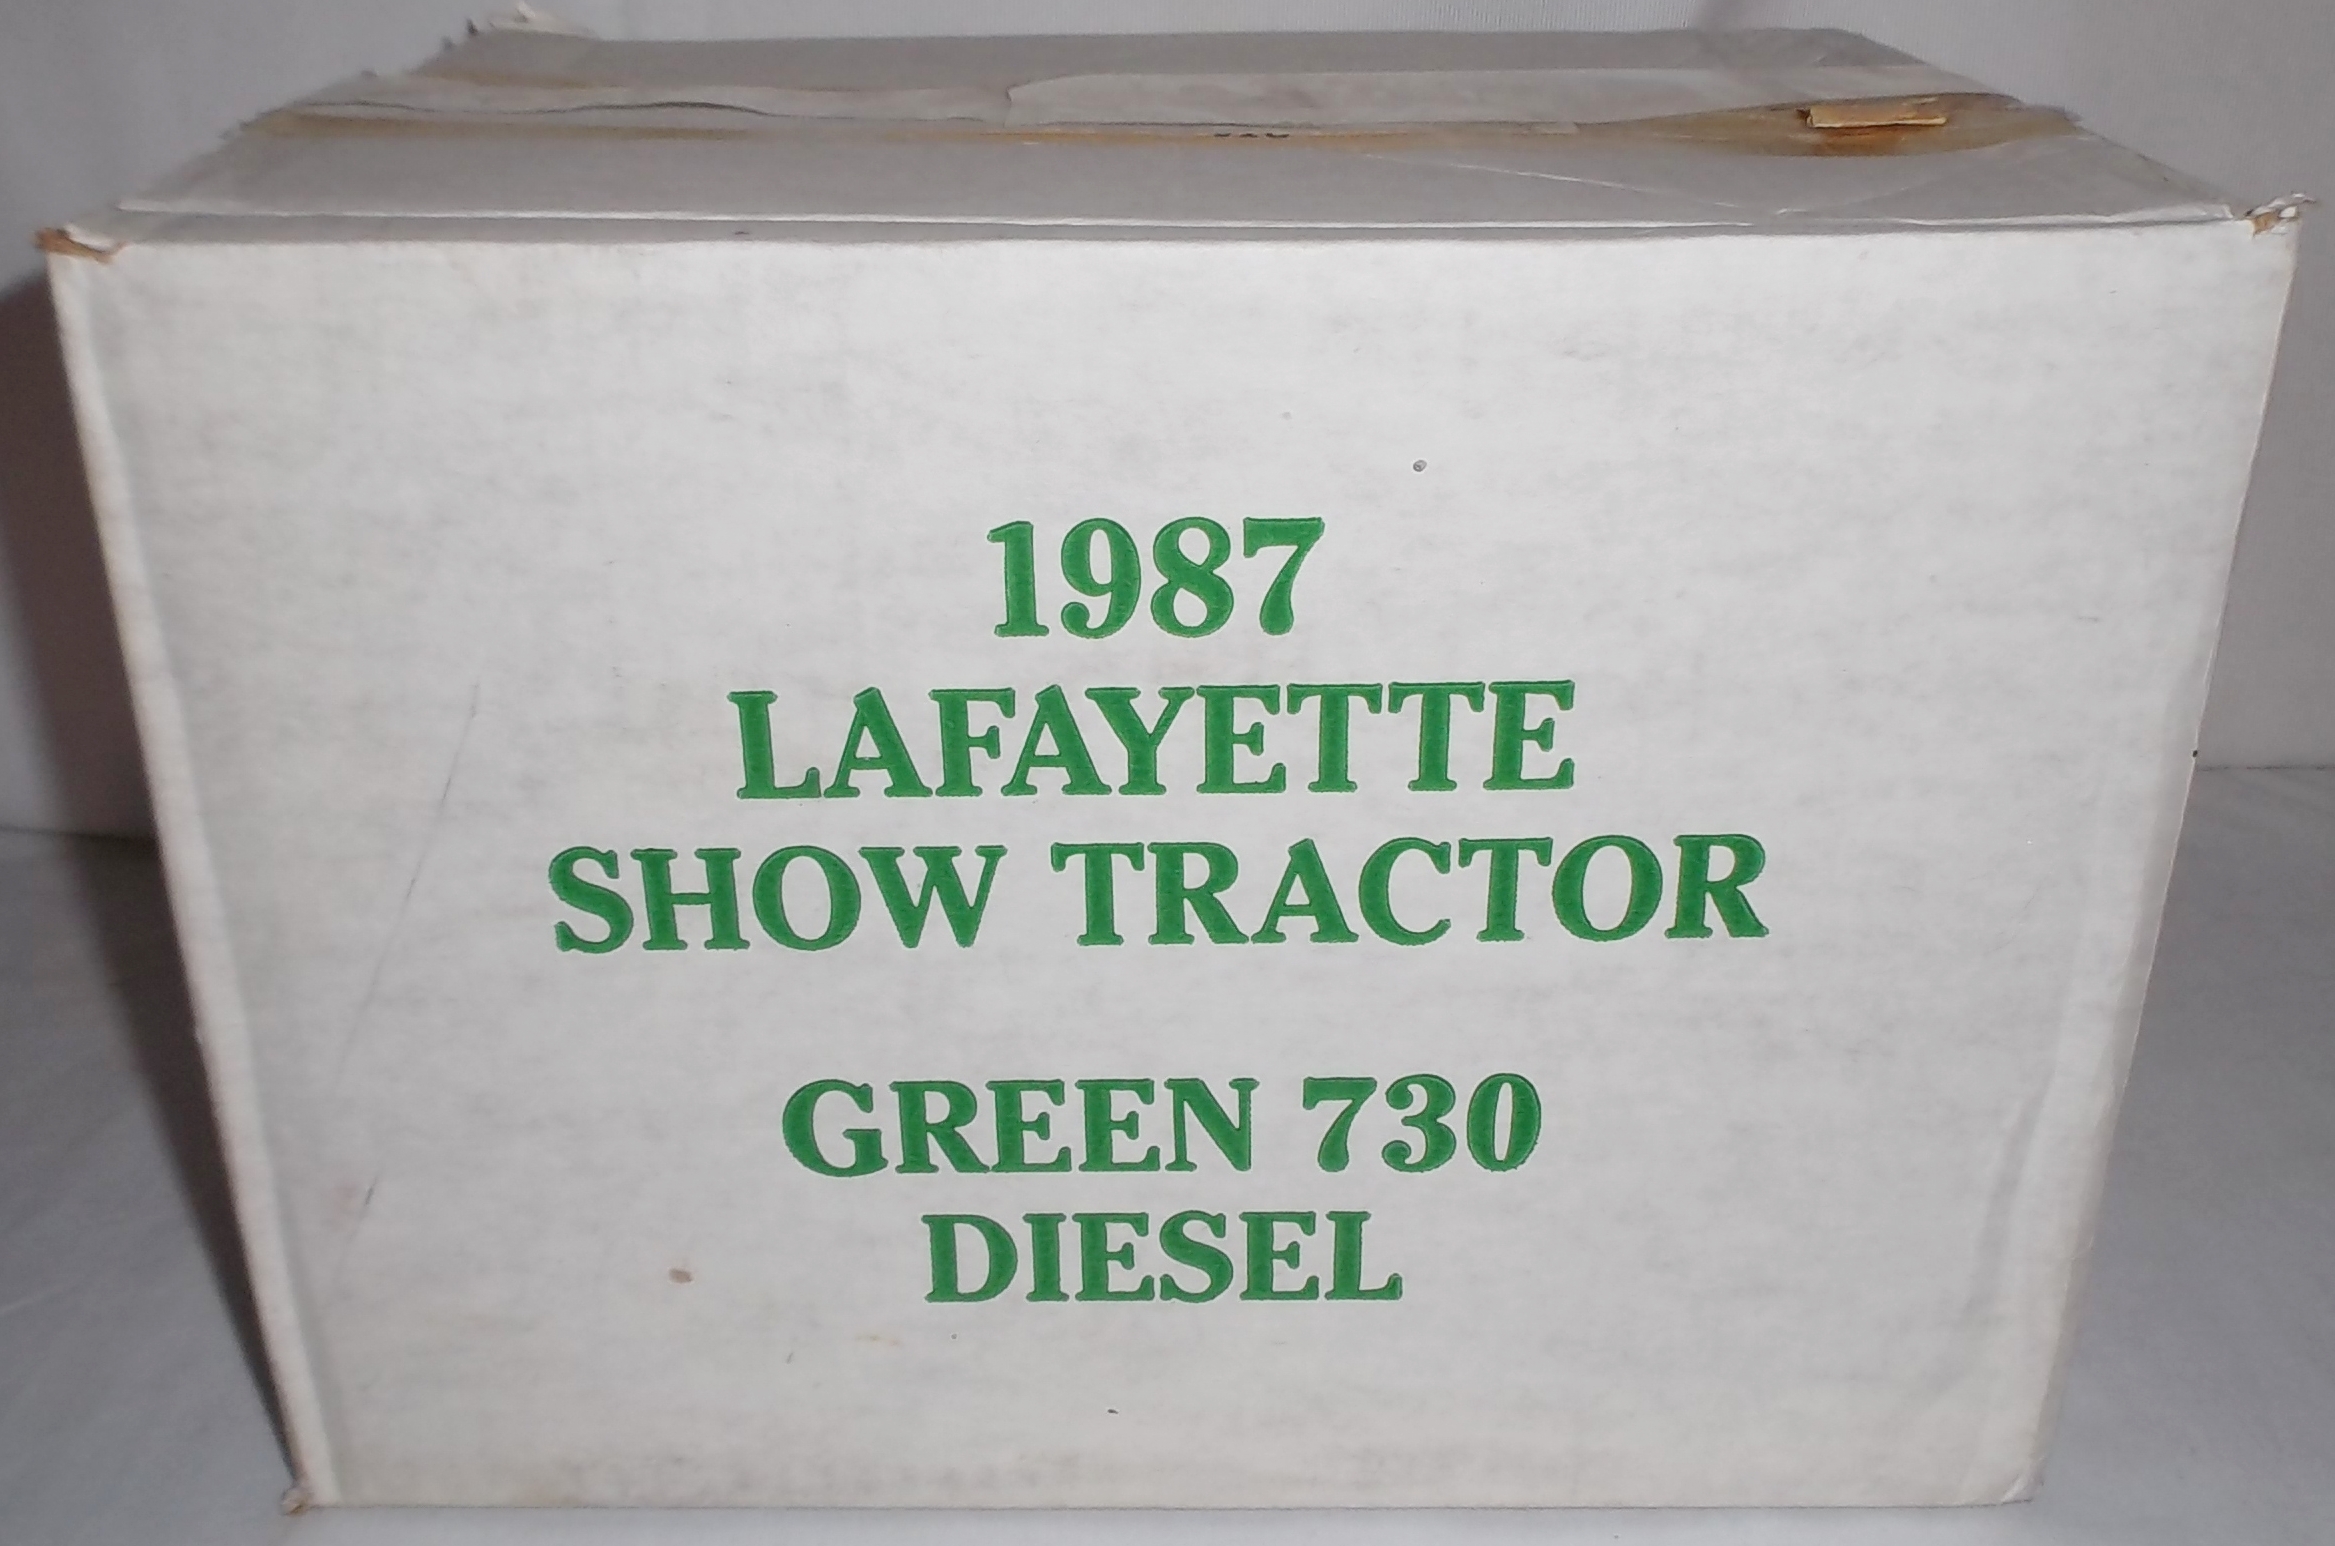 1987
LAFAYETTE
SHOW TRACTOR
GREEN 730
DIESEL